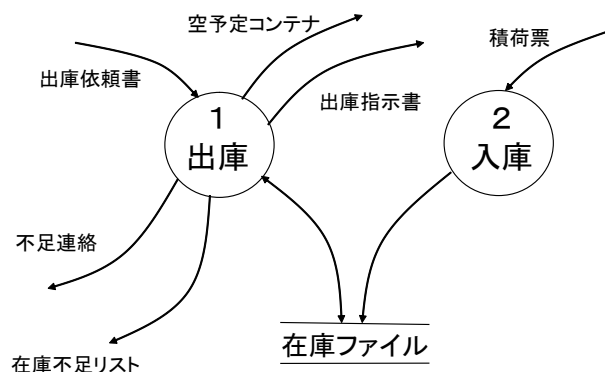 空予定コンテナ
積荷票
出庫依頼書
出庫指示書
1
出庫
2
入庫
不足連絡
在庫不足リスト
在庫ファイル